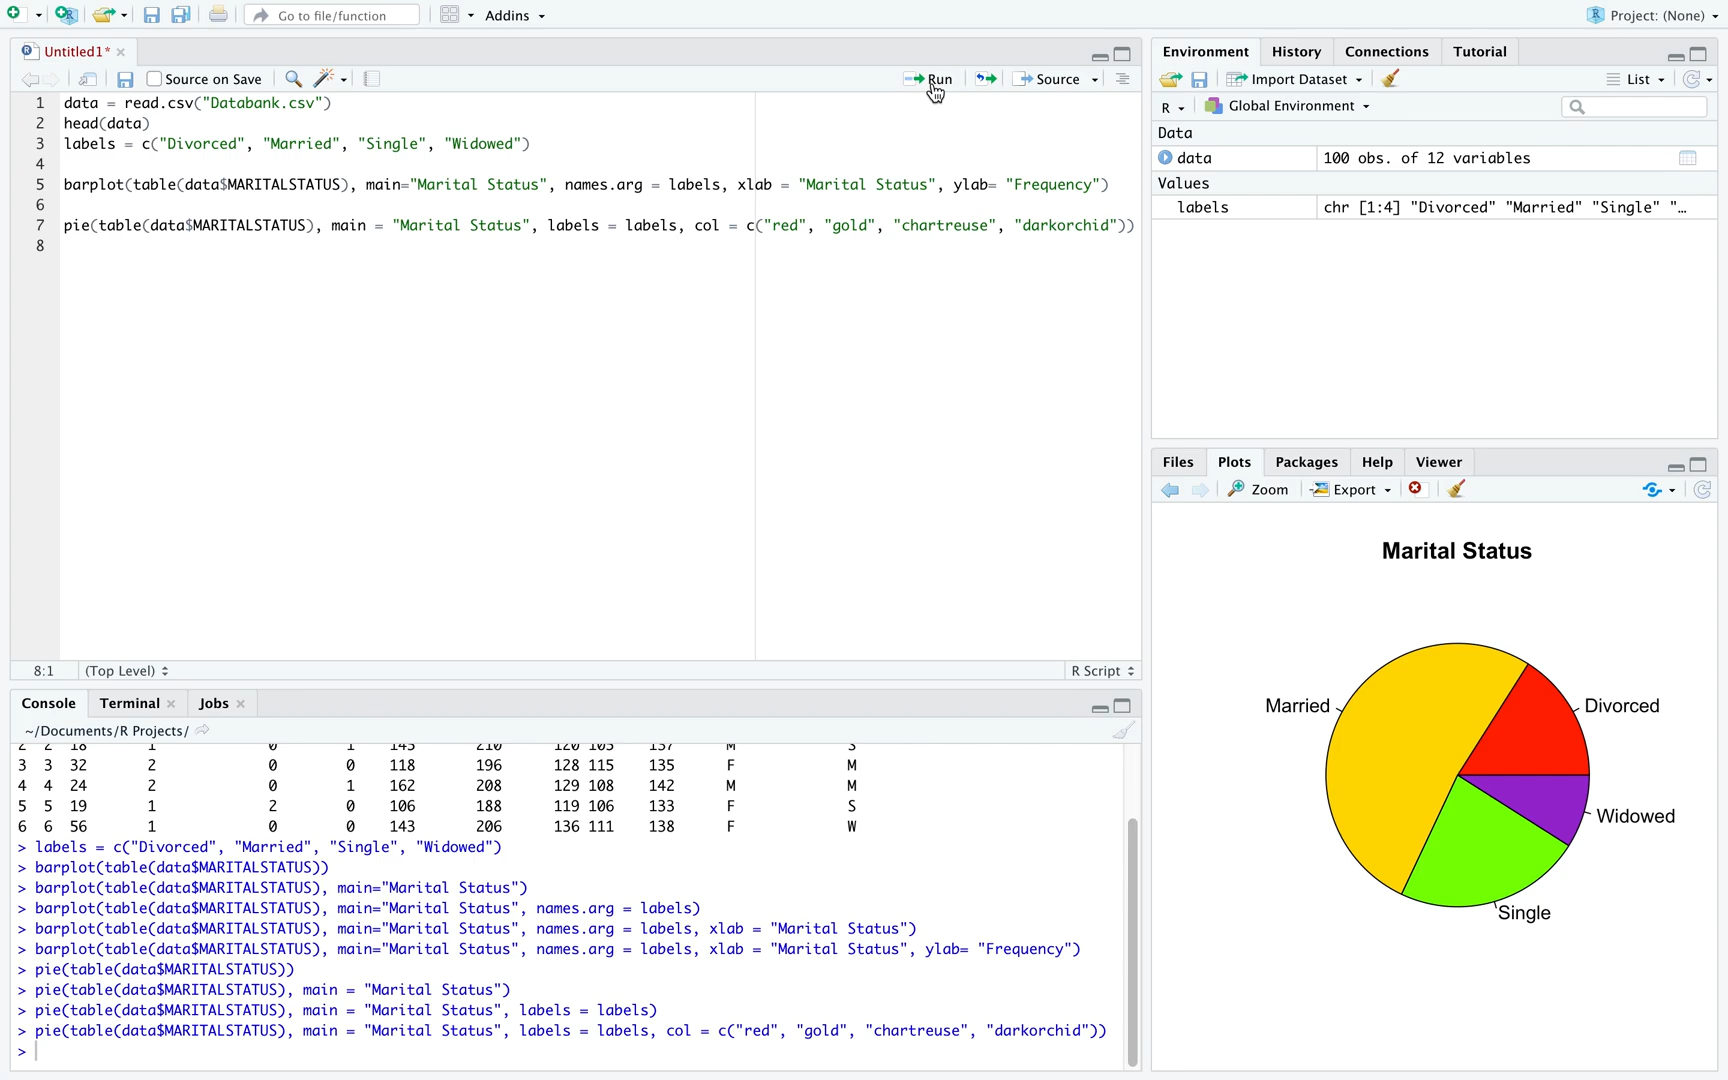 Go to file/function
Addins
Project: (None)
Untitled1*
Source on Save
Run
Source
1 data = read.csv("Databank.csv")
2 head(data)
3 labels = c("Divorced", "Married", "Single", "Widowed")
4
5 barplot(table(data$MARITALSTATUS), main="Marital Status", names.arg = labels, xlab = "Marital Status", ylab= "Frequency")
6
7 pie(table(data$MARITALSTATUS), main = "Marital Status", labels = labels, col = c("red", "gold", "chartreuse", "darkorchid"))
8
8:1 (Top Level) R Script
Console Terminal Jobs
~/Documents/R Projects/
2 2 18 1 0 1 145 210 120 105 137 M S
3 3 32 2 0 0 118 196 128 115 135 F M
4 4 24 2 0 1 162 208 129 108 142 M M
5 5 19 1 2 0 106 188 119 106 133 F S
6 6 56 1 0 0 143 206 136 111 138 F W
> labels = c("Divorced", "Married", "Single", "Widowed")
> barplot(table(data$MARITALSTATUS))
> barplot(table(data$MARITALSTATUS), main="Marital Status")
> barplot(table(data$MARITALSTATUS), main="Marital Status", names.arg = labels)
> barplot(table(data$MARITALSTATUS), main="Marital Status", names.arg = labels, xlab = "Marital Status")
> barplot(table(data$MARITALSTATUS), main="Marital Status", names.arg = labels, xlab = "Marital Status", ylab= "Frequency")
> pie(table(data$MARITALSTATUS))
> pie(table(data$MARITALSTATUS), main = "Marital Status")
> pie(table(data$MARITALSTATUS), main = "Marital Status", labels = labels)
> pie(table(data$MARITALSTATUS), main = "Marital Status", labels = labels, col = c("red", "gold", "chartreuse", "darkorchid"))
>
Environment History Connections Tutorial
Import Dataset
List
R
Global Environment
Data
data 100 obs. of 12 variables
Values
labels chr [1:4] "Divorced" "Married" "Single" "…
Files Plots Packages Help Viewer
Zoom Export
Marital Status
Married
Divorced
Widowed
Single